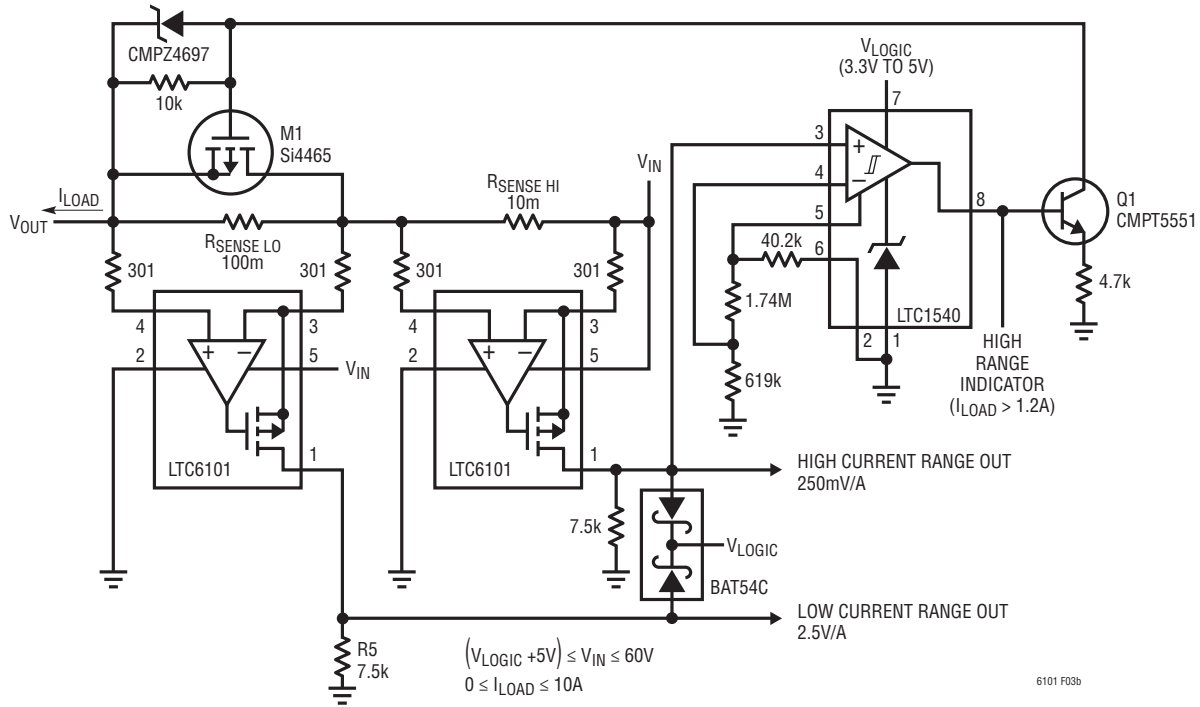 CMPZ4697
10k
M1
Si4465
VLOGIC
(3.3V TO 5V)
7
3
+
4
–
5
6
8
40.2k
1.74M
619k
LTC1540
2
1
Q1
CMPT5551
4.7k
HIGH
RANGE
INDICATOR
(ILOAD > 1.2A)
VIN
ILOAD
VOUT
RSENSE LO
100m
RSENSE HI
10m
301
301
301
301
4
3
2
5
+
–
VIN
1
LTC6101
4
3
2
5
+
–
1
LTC6101
HIGH CURRENT RANGE OUT
250mV/A
7.5k
VLOGIC
BAT54C
LOW CURRENT RANGE OUT
2.5V/A
R5
7.5k
(VLOGIC +5V) ≤ VIN ≤ 60V
0 ≤ ILOAD ≤ 10A
6101 F03b